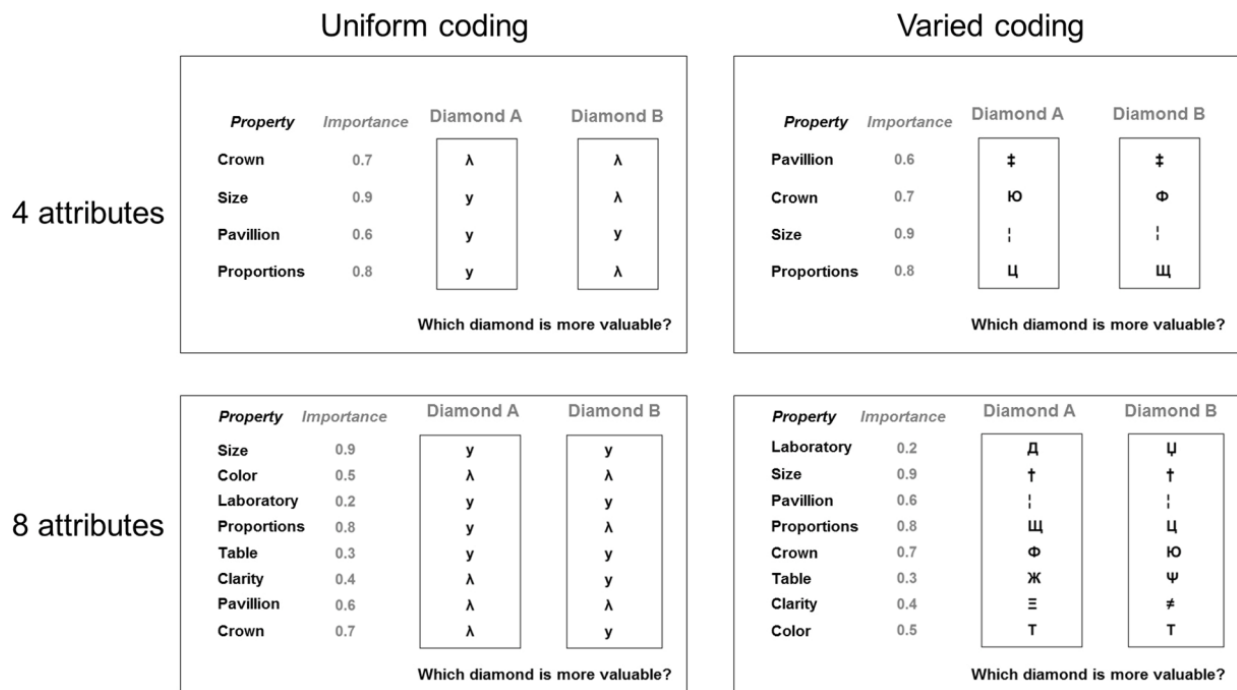 Uniform coding
Varied coding
4 attributes
Property Importance Diamond A Diamond B
Crown 0.7 λ λ
Size 0.9 y λ
Pavillion 0.6 y y
Proportions 0.8 y λ
Which diamond is more valuable?
Property Importance Diamond A Diamond B
Pavillion 0.6 ‡ ‡
Crown 0.7 Ю Ф
Size 0.9 ¦ ¦
Proportions 0.8 Ц Щ
Which diamond is more valuable?
8 attributes
Property Importance Diamond A Diamond B
Size 0.9 y y
Color 0.5 λ λ
Laboratory 0.2 y y
Proportions 0.8 y λ
Table 0.3 y y
Clarity 0.4 λ y
Pavillion 0.6 λ λ
Crown 0.7 λ y
Which diamond is more valuable?
Property Importance Diamond A Diamond B
Laboratory 0.2 Д Џ
Size 0.9 † †
Pavillion 0.6 ¦ ¦
Proportions 0.8 Щ Ц
Crown 0.7 Ф Ю
Table 0.3 Ж Ψ
Clarity 0.4 Ξ ≠
Color 0.5 T T
Which diamond is more valuable?